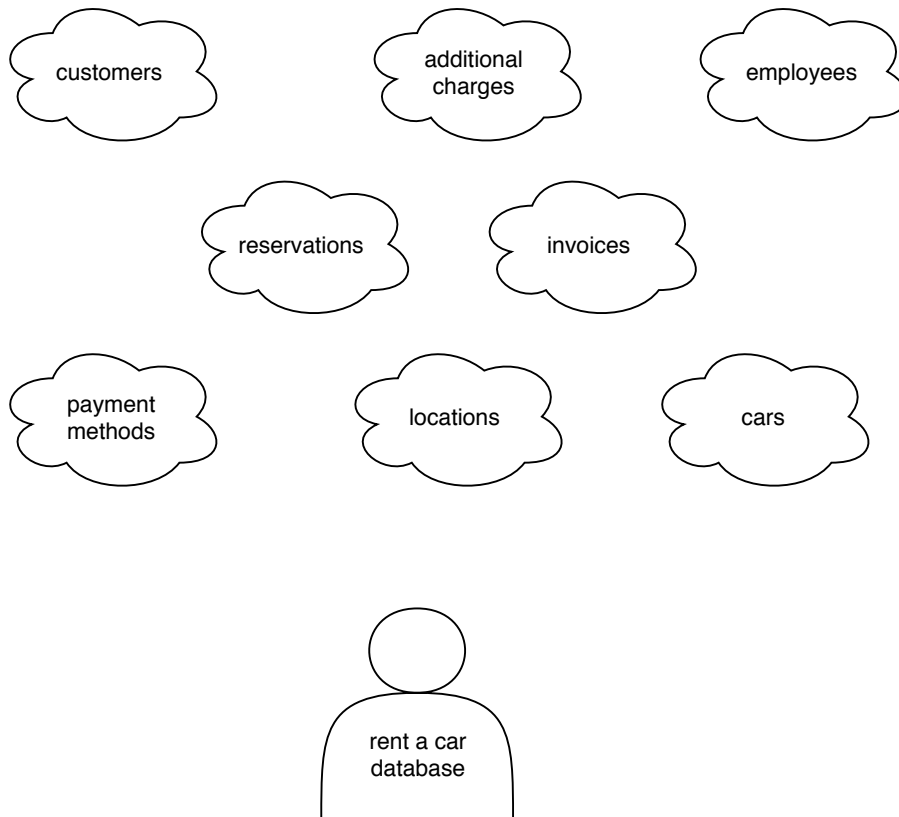 customers
additional
charges
employees
reservations
invoices
payment
methods
locations
cars
rent a car
database